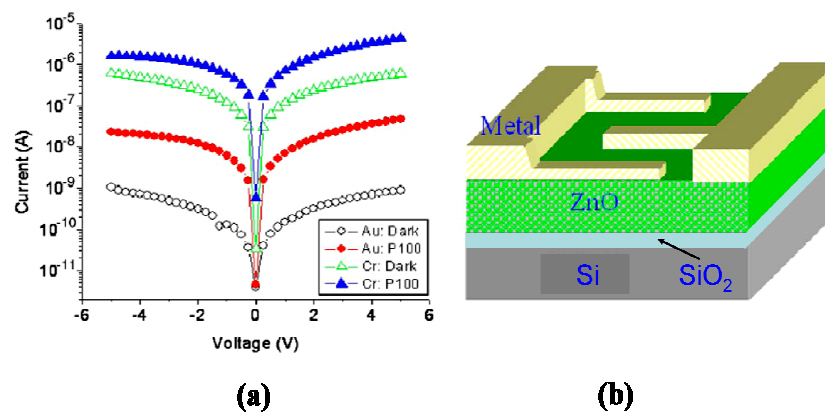 10⁻⁵
10⁻⁶
10⁻⁷
10⁻⁸
10⁻⁹
10⁻¹⁰
10⁻¹¹
Current (A)
Au: Dark
Au: P100
Cr: Dark
Cr: P100
-6 -4 -2 0 2 4 6
Voltage (V)
(a)
Metal
ZnO
Si
SiO₂
(b)